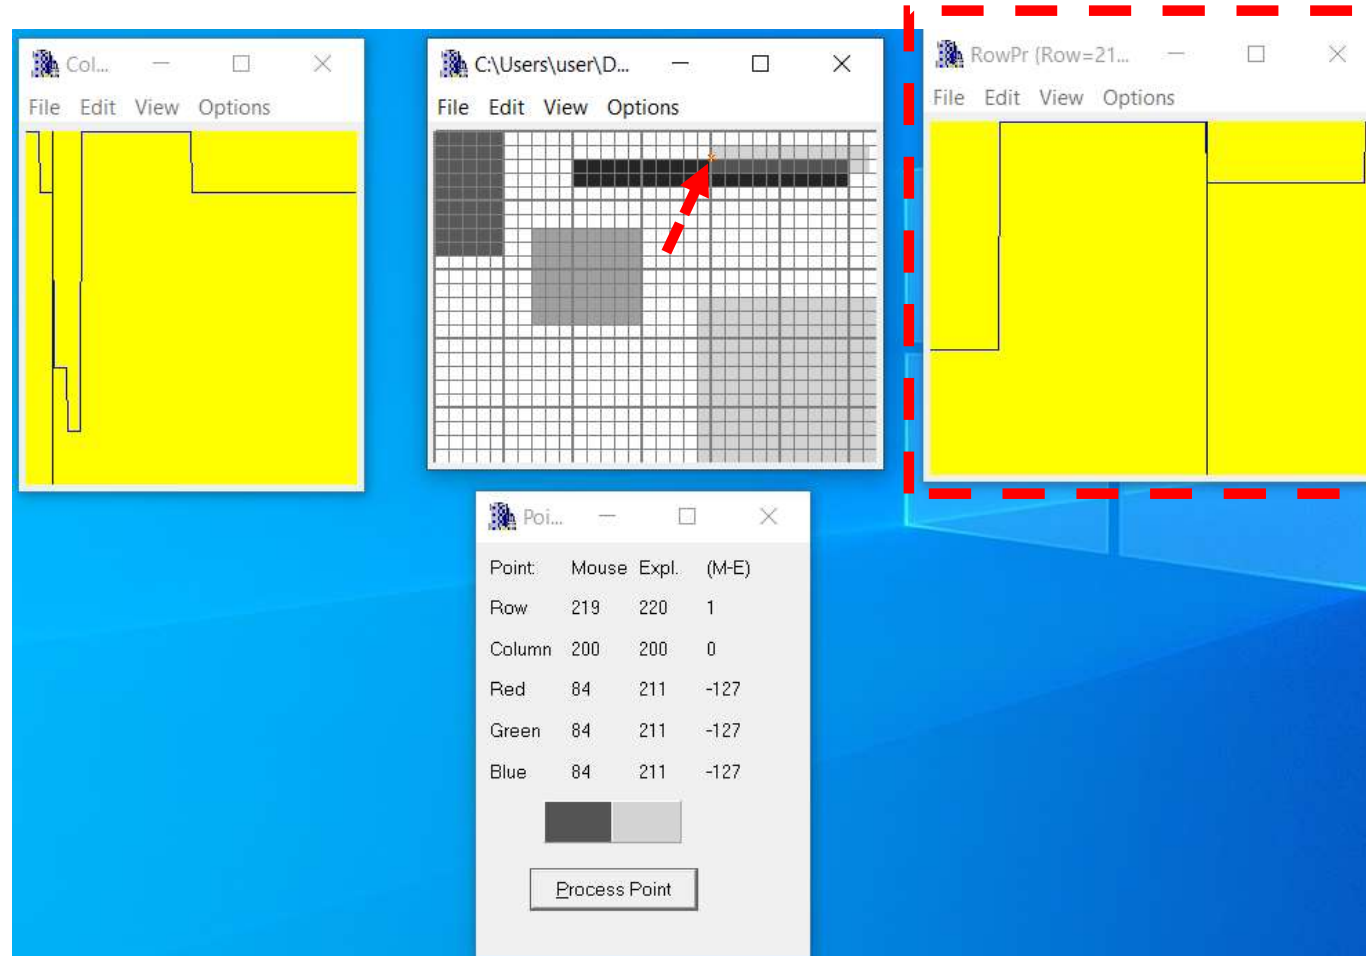 Col...
File Edit View Options
C:\Users\user\D...
File Edit View Options
RowPr (Row=21...
File Edit View Options
Poi...
Point: Mouse Expl. (M-E)
Row 219 220 1
Column 200 200 0
Red 84 211 -127
Green 84 211 -127
Blue 84 211 -127
Process Point